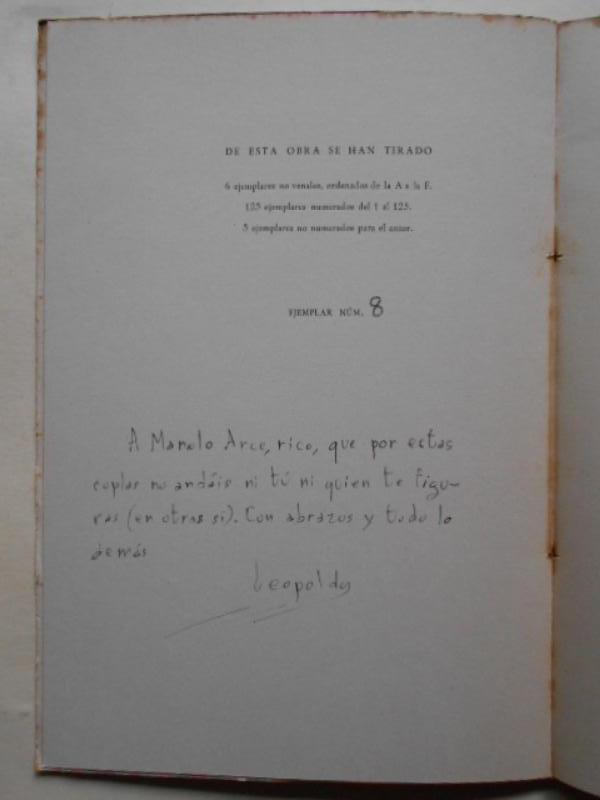 DE ESTA OBRA SE HAN TIRADO
6 ejemplares no venales, ordenados de la A a la F.
125 ejemplares numerados del 1 al 125.
5 ejemplares no numerados para el autor.
EJEMPLAR NÚM. 8
A Manolo Arce, rico, que por estas
coplas no andáis ni tú ni quien te figu-
ras (en otras si). Con abrazos y todo lo
demás
Leopoldo